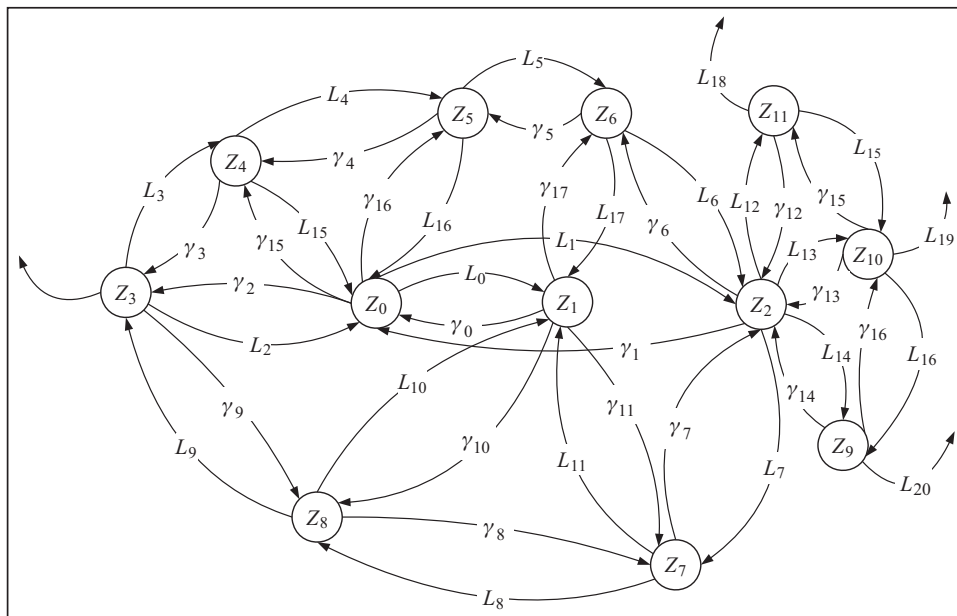 L₅
L₁₈
L₄
Z₅
Z₆
Z₁₁
γ₅
L₁₅
Z₄
γ₄
L₃
γ₁₆
γ₁₇
L₆
L₁₂
γ₁₂
γ₁₅
L₁₅
L₁₆
L₁₇
γ₆
L₁₉
γ₃
γ₁₅
L₁
L₁₃
Z₁₀
Z₃
γ₂
Z₀
L₀
Z₁
Z₂
γ₁₃
γ₀
L₂
γ₁
L₁₄
γ₁₆
L₁₆
L₁₀
γ₉
γ₁₁
γ₁₄
γ₇
L₉
γ₁₀
L₁₁
L₇
Z₉
L₂₀
Z₈
γ₈
Z₇
L₈